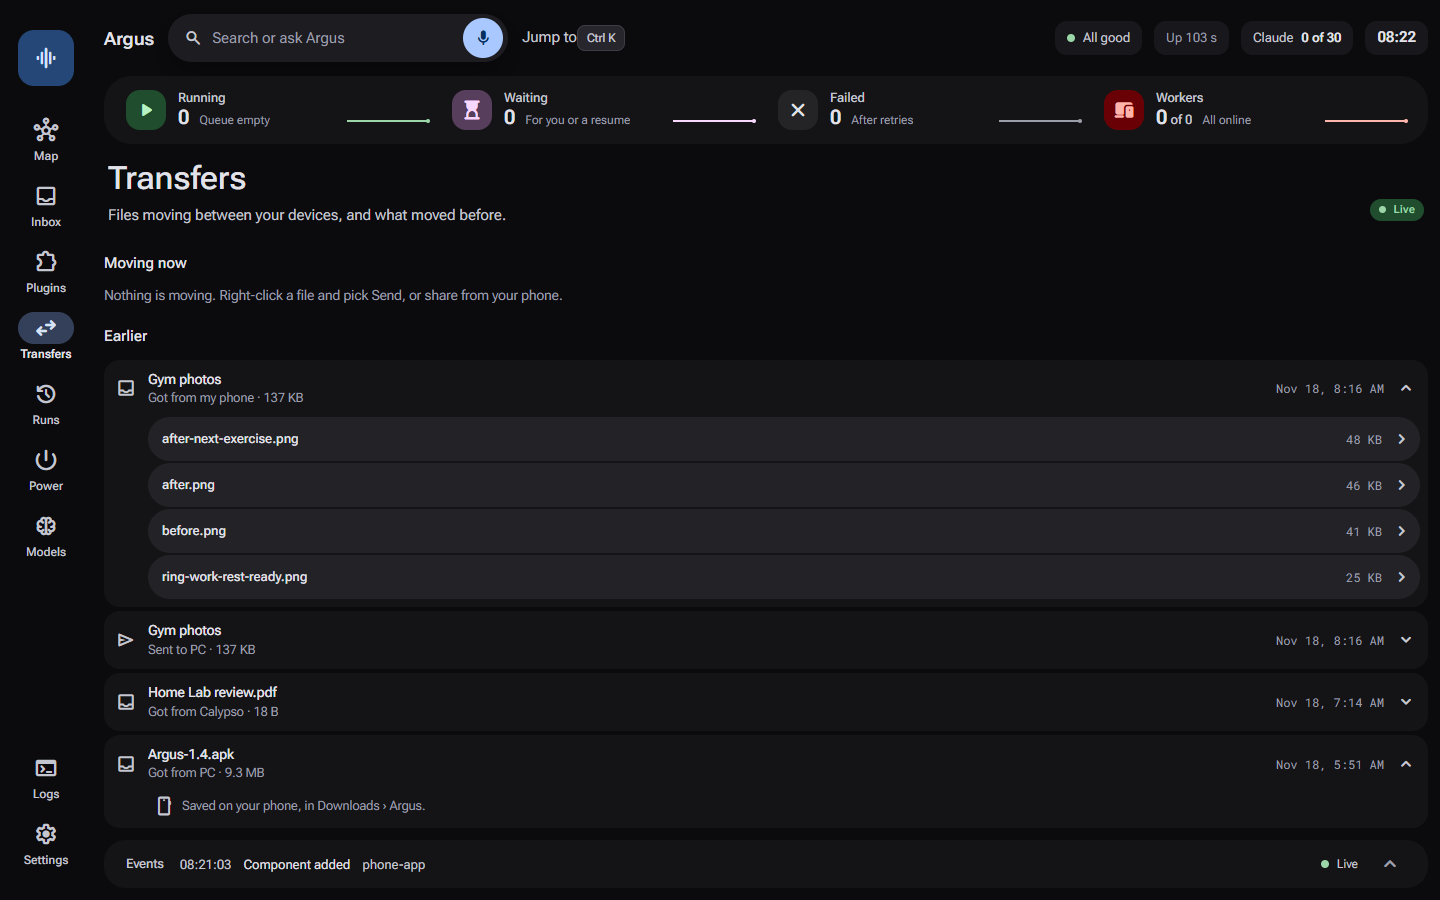 Argus
Search or ask Argus
Jump to Ctrl K
All good
Up 103 s
Claude 0 of 30
08:22
Running
0 Queue empty
Waiting
0 For you or a resume
Failed
0 After retries
Workers
0 of 0 All online
Map
Inbox
Plugins
Transfers
Runs
Power
Models
Logs
Settings
Transfers
Files moving between your devices, and what moved before.
Live
Moving now
Nothing is moving. Right-click a file and pick Send, or share from your phone.
Earlier
Gym photos
Got from my phone · 137 KB
Nov 18, 8:16 AM
after-next-exercise.png 48 KB
after.png 46 KB
before.png 41 KB
ring-work-rest-ready.png 25 KB
Gym photos
Sent to PC · 137 KB
Nov 18, 8:16 AM
Home Lab review.pdf
Got from Calypso · 18 B
Nov 18, 7:14 AM
Argus-1.4.apk
Got from PC · 9.3 MB
Nov 18, 5:51 AM
Saved on your phone, in Downloads › Argus.
Events 08:21:03 Component added phone-app
Live